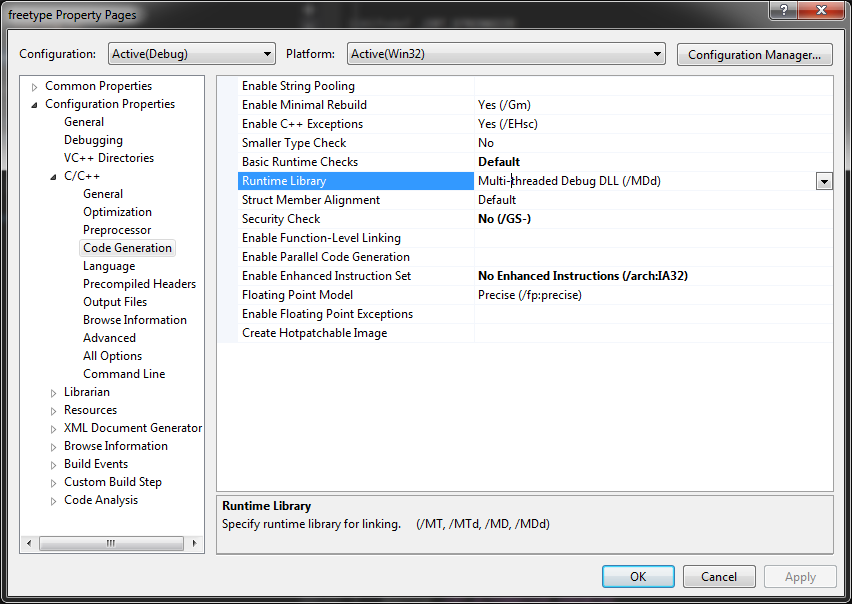 freetype Property Pages
Configuration: Active(Debug) Platform: Active(Win32) Configuration Manager...
Common Properties
Configuration Properties
General
Debugging
VC++ Directories
C/C++
General
Optimization
Preprocessor
Code Generation
Language
Precompiled Headers
Output Files
Browse Information
Advanced
All Options
Command Line
Librarian
Resources
XML Document Generator
Browse Information
Build Events
Custom Build Step
Code Analysis
Enable String Pooling
Enable Minimal Rebuild Yes (/Gm)
Enable C++ Exceptions Yes (/EHsc)
Smaller Type Check No
Basic Runtime Checks Default
Runtime Library Multi-threaded Debug DLL (/MDd)
Struct Member Alignment Default
Security Check No (/GS-)
Enable Function-Level Linking
Enable Parallel Code Generation
Enable Enhanced Instruction Set No Enhanced Instructions (/arch:IA32)
Floating Point Model Precise (/fp:precise)
Enable Floating Point Exceptions
Create Hotpatchable Image
Runtime Library
Specify runtime library for linking. (/MT, /MTd, /MD, /MDd)
OK Cancel Apply